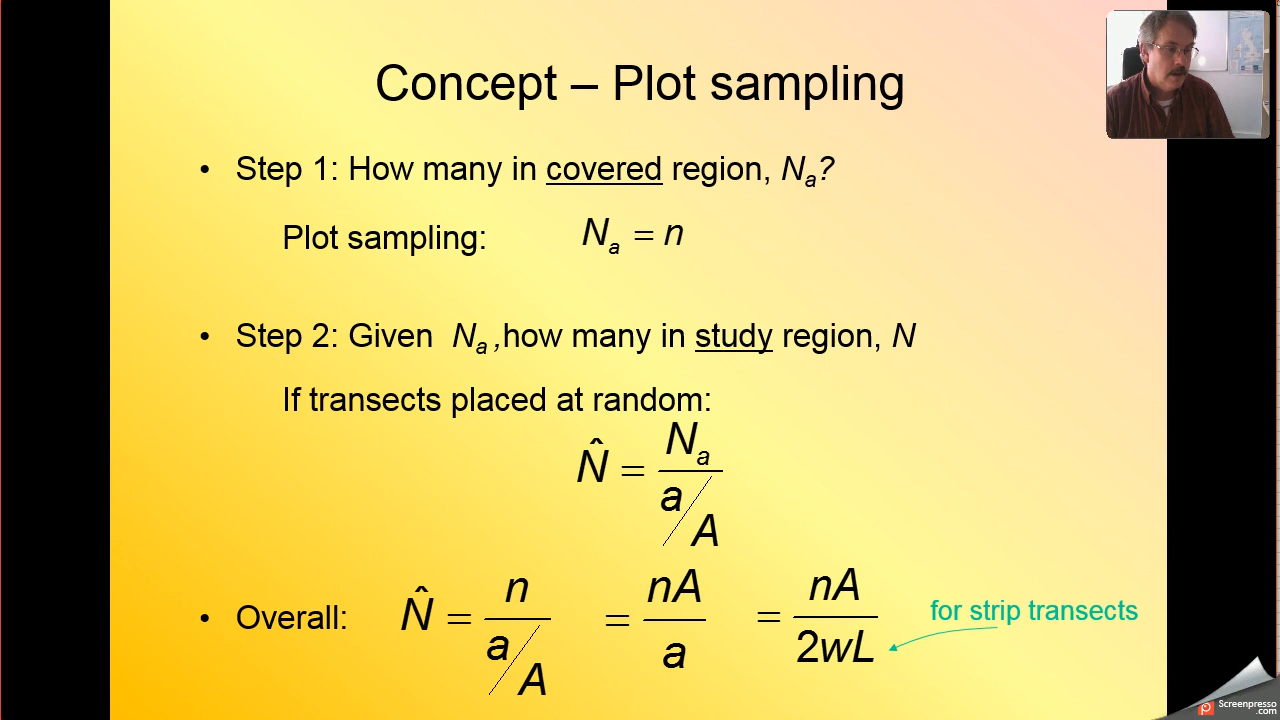 Concept – Plot sampling
• Step 1: How many in covered region, Nₐ?
Plot sampling: Nₐ = n
• Step 2: Given Nₐ ,how many in study region, N
If transects placed at random:
N̂ = Nₐ / (a/A)
• Overall: N̂ = n / (a/A) = nA / a = nA / 2wL for strip transects
Screenpresso
.com